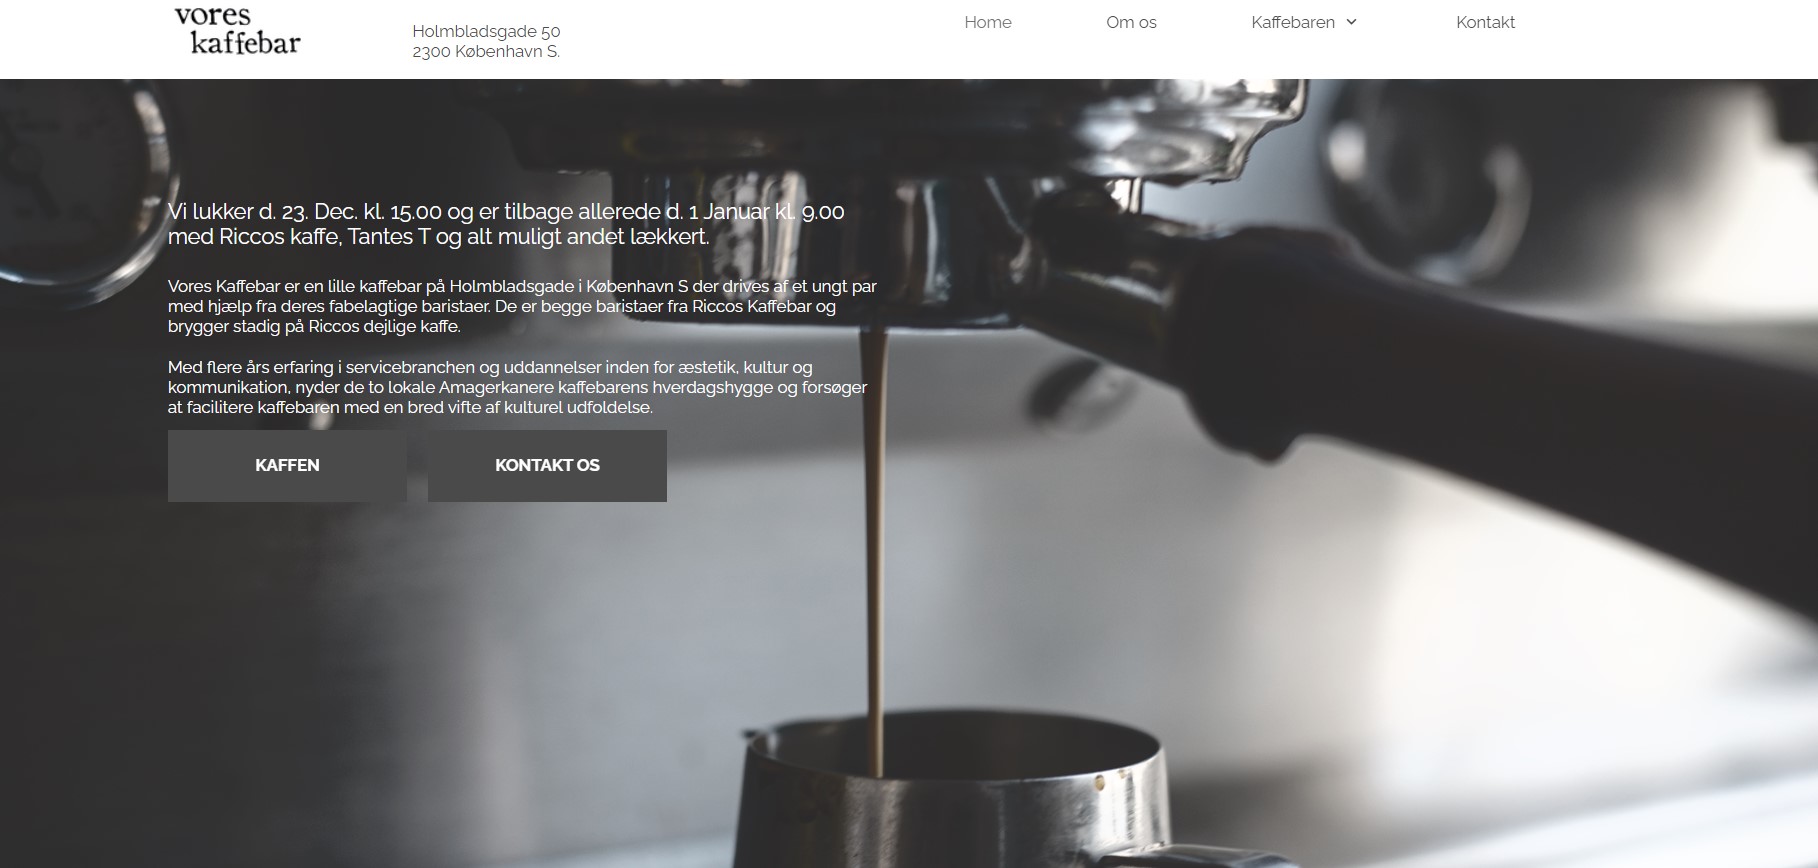 vores
kaffebar
Holmbladsgade 50
2300 København S.
Home
Om os
Kaffebaren
Kontakt
Vi lukker d. 23. Dec. kl. 15.00 og er tilbage allerede d. 1 Januar kl. 9.00
med Riccos kaffe, Tantes T og alt muligt andet lækkert.
Vores Kaffebar er en lille kaffebar på Holmbladsgade i København S der drives af et ungt par
med hjælp fra deres fabelagtige baristaer. De er begge baristaer fra Riccos Kaffebar og
brygger stadig på Riccos dejlige kaffe.
Med flere års erfaring i servicebranchen og uddannelser inden for æstetik, kultur og
kommunikation, nyder de to lokale Amagerkanere kaffebarens hverdagshygge og forsøger
at facilitere kaffebaren med en bred vifte af kulturel udfoldelse.
KAFFEN
KONTAKT OS